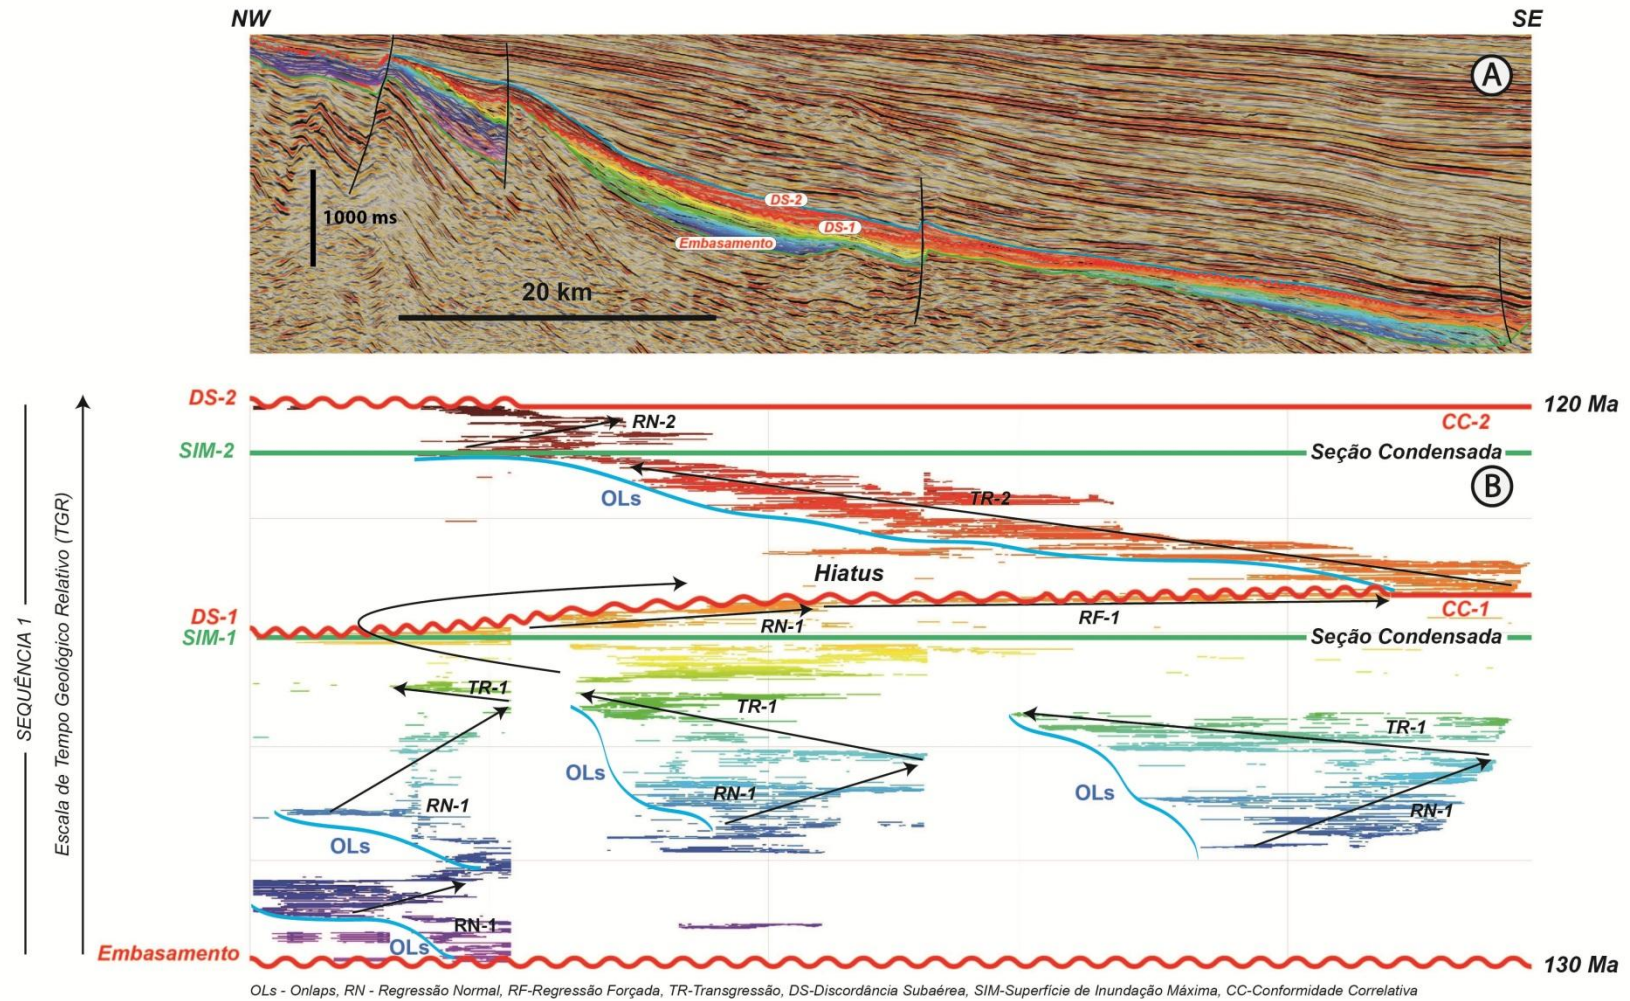 NW
SE
A
1000 ms
DS-2
DS-1
Embasamento
20 km
DS-2
120 Ma
RN-2
CC-2
SIM-2
Seção Condensada
B
OLs
TR-2
Hiatus
DS-1
CC-1
RN-1
RF-1
SIM-1
Seção Condensada
TR-1
TR-1
TR-1
OLs
OLs
RN-1
RN-1
RN-1
OLs
RN-1
OLs
Embasamento
130 Ma
SEQUÊNCIA 1
Escala de Tempo Geológico Relativo (TGR)
OLs - Onlaps, RN - Regressão Normal, RF-Regressão Forçada, TR-Transgressão, DS-Discordância Subaérea, SIM-Superfície de Inundação Máxima, CC-Conformidade Correlativa